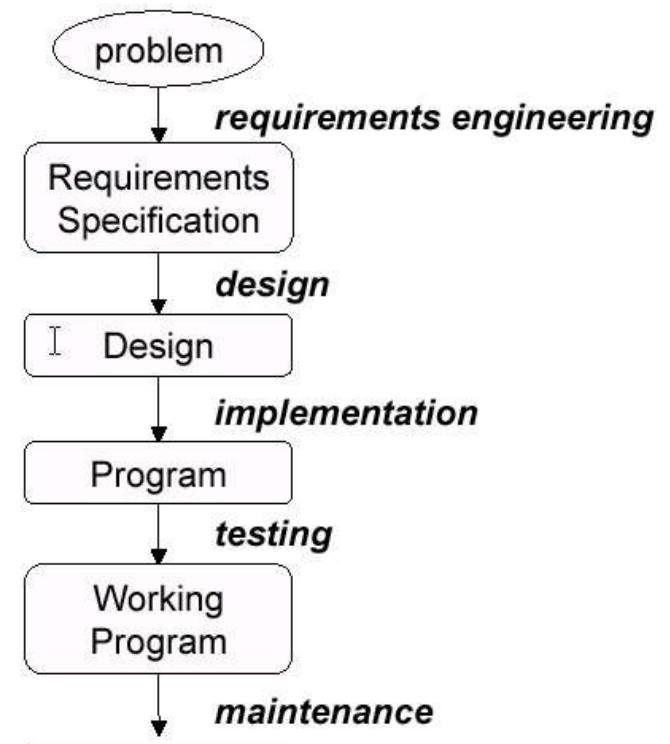 problem
requirements engineering
Requirements
Specification
design
Design
implementation
Program
testing
Working
Program
maintenance